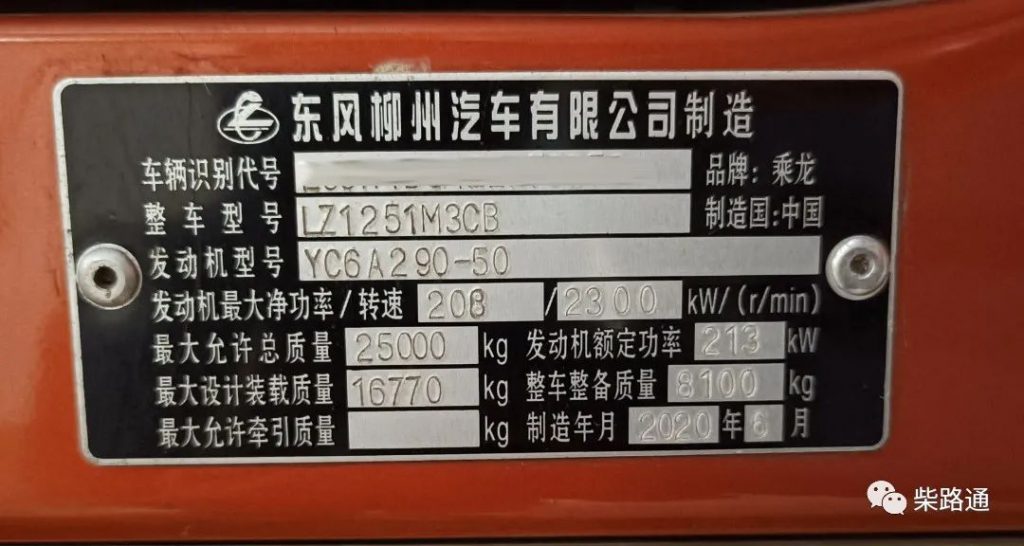 东风柳州汽车有限公司制造
车辆识别代号 品牌: 乘龙
整车型号 LZ1251M3CB 制造国:中国
发动机型号 YC6A290-50
发动机最大净功率/转速 208 /2300 kW/(r/min)
最大允许总质量 25000 kg 发动机额定功率 213 kW
最大设计装载质量 16770 kg 整车整备质量 8100 kg
最大允许牵引质量 kg 制造年月 2020 年 6 月
柴路通